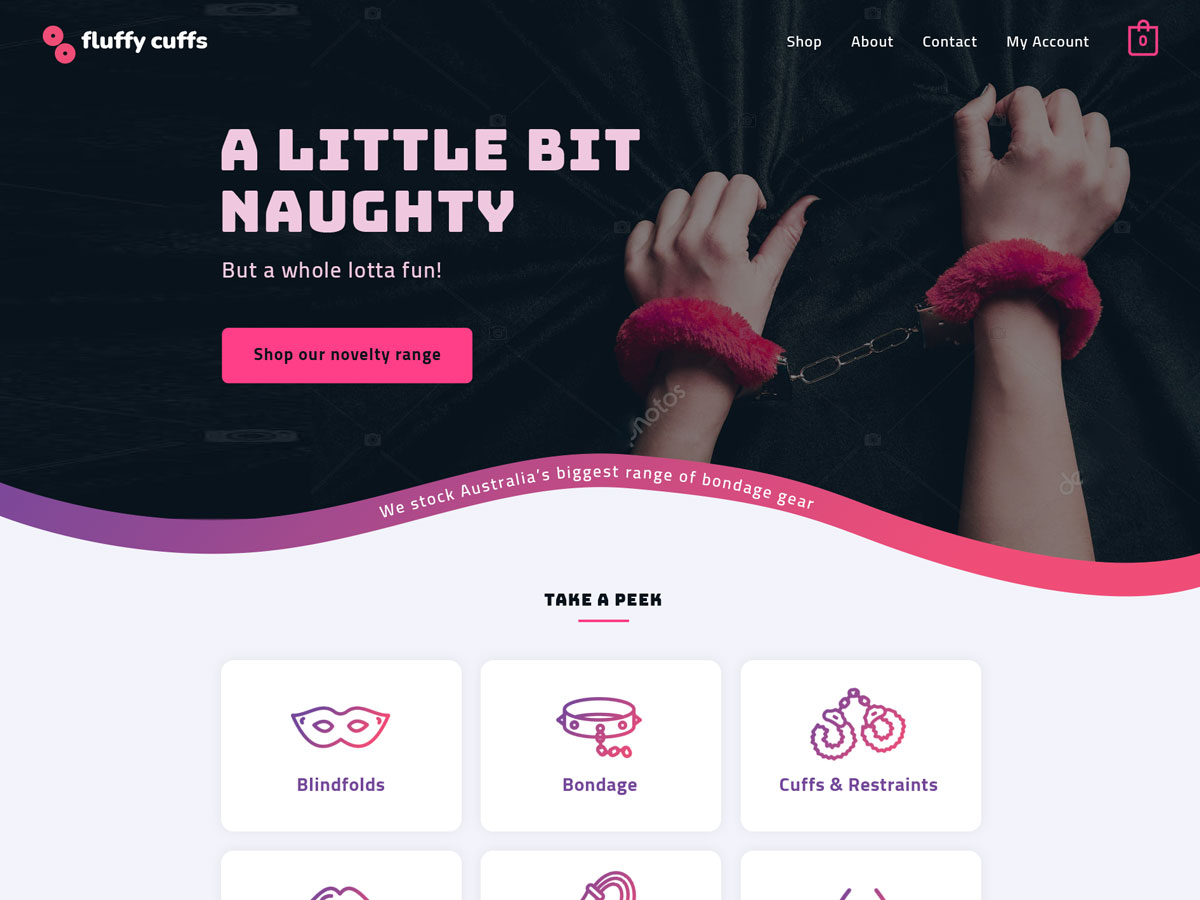 fluffy cuffs
Shop About Contact My Account 0
A LITTLE BIT
NAUGHTY
But a whole lotta fun!
Shop our novelty range
We stock Australia's biggest range of bondage gear
TAKE A PEEK
Blindfolds Bondage Cuffs & Restraints